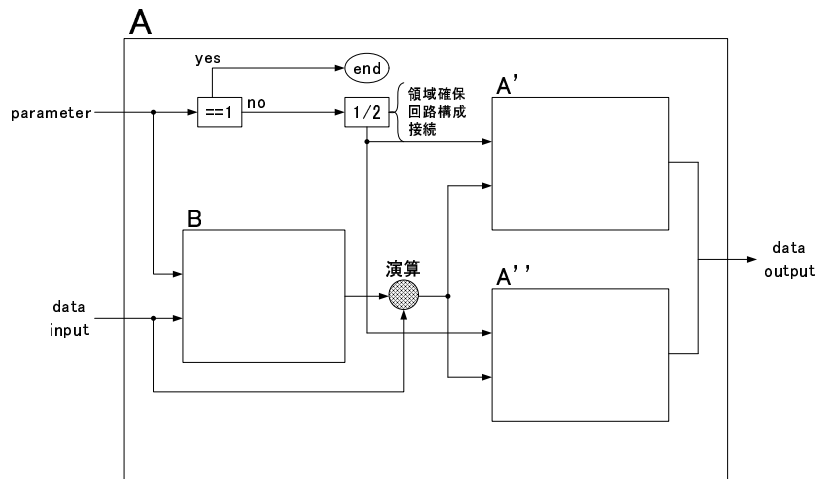 A
yes
end
parameter
==1
no
1/2
領域確保
回路構成
接続
A’
B
演算
data
input
A’’
data
output